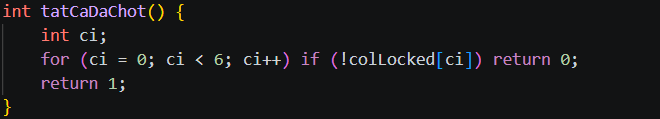 int tatCaDaChot() {
    int ci;
    for (ci = 0; ci < 6; ci++) if (!colLocked[ci]) return 0;
    return 1;
}